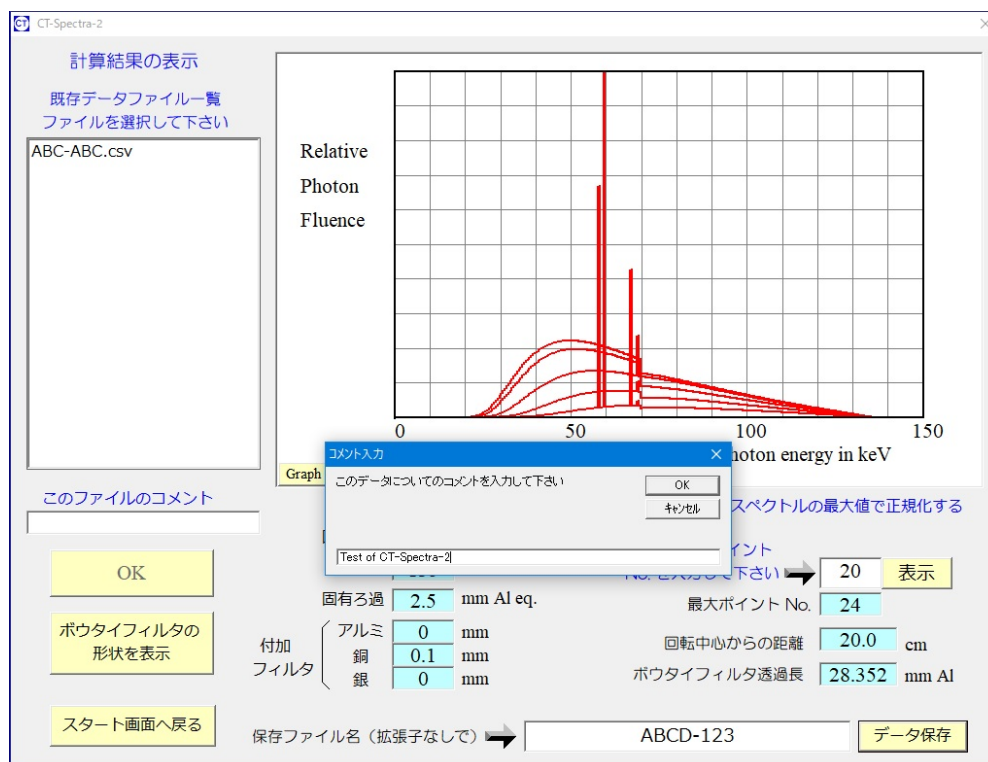 CT CT-Spectra-2
計算結果の表示
既存データファイル一覧
ファイルを選択して下さい
ABC-ABC.csv
このファイルのコメント
OK
ボウタイフィルタの
形状を表示
スタート画面へ戻る
Relative
Photon
Fluence
0 50 100 150
hoton energy in keV
Graph
コメント入力
このデータについてのコメントを入力して下さい
OK
キャンセル
Test of CT-Spectra-2
スペクトルの最大値で正規化する
イント
No. を入力して下さい 20 表示
固有ろ過 2.5 mm Al eq.
最大ポイント No. 24
付加
フィルタ
アルミ 0 mm
銅 0.1 mm
銀 0 mm
回転中心からの距離 20.0 cm
ボウタイフィルタ透過長 28.352 mm Al
保存ファイル名（拡張子なしで） ABCD-123 データ保存